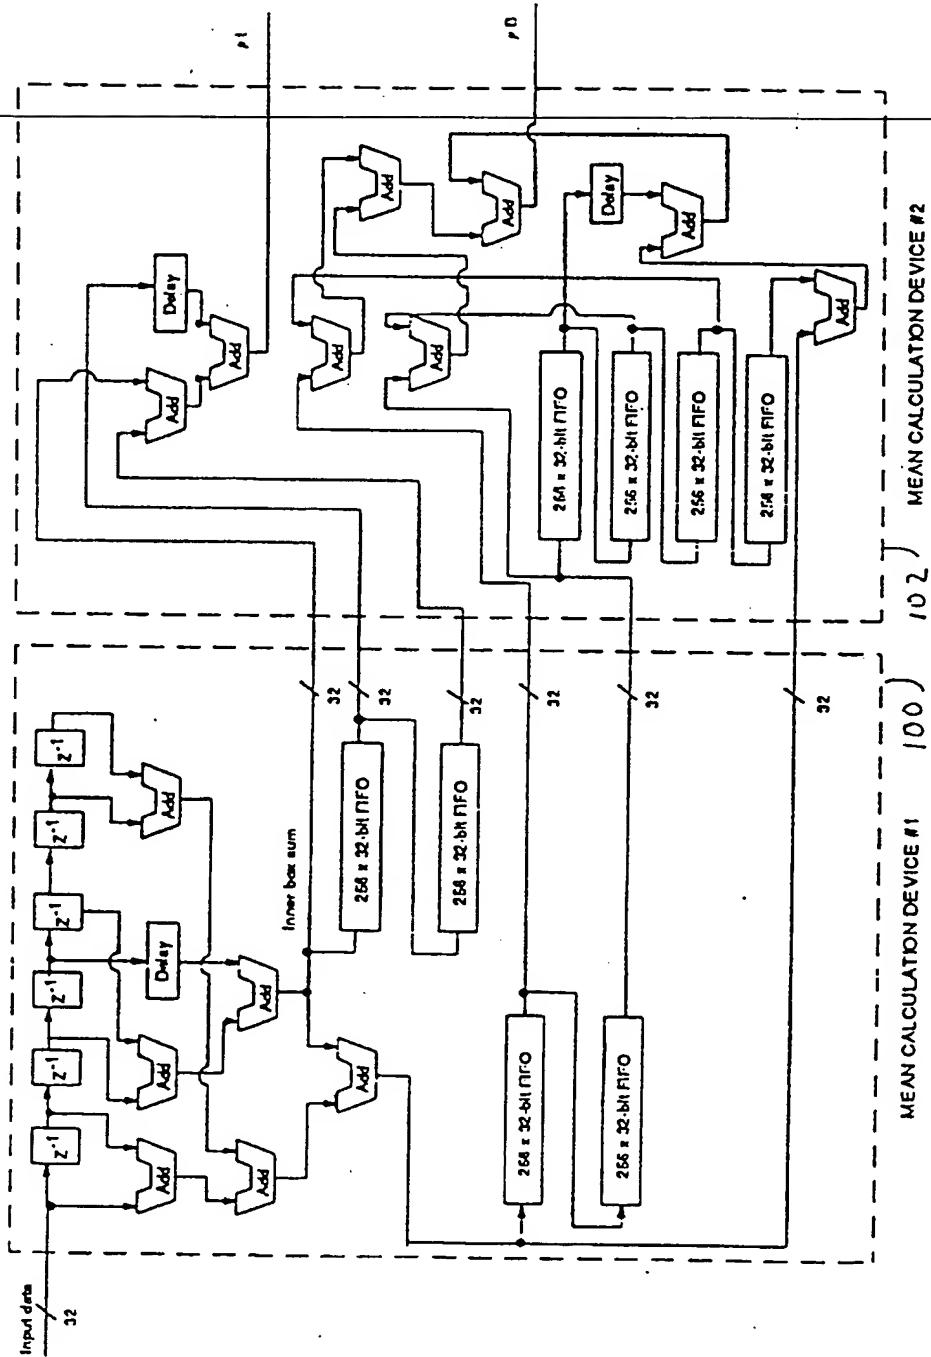 Input data
32
z⁻¹
z⁻¹
z⁻¹
z⁻¹
z⁻¹
z⁻¹
Add
Add
Delay
Add
Add
Add
Inner box sum
Add
256 x 32-bit FIFO
256 x 32-bit FIFO
256 x 32-bit FIFO
256 x 32-bit FIFO
32
32
32
32
32
32
MEAN CALCULATION DEVICE #1
100
Add
Delay
Add
μ1
Add
Add
Add
Add
μ0
256 x 32-bit FIFO
256 x 32-bit FIFO
256 x 32-bit FIFO
256 x 32-bit FIFO
Delay
Add
Add
102
MEAN CALCULATION DEVICE #2